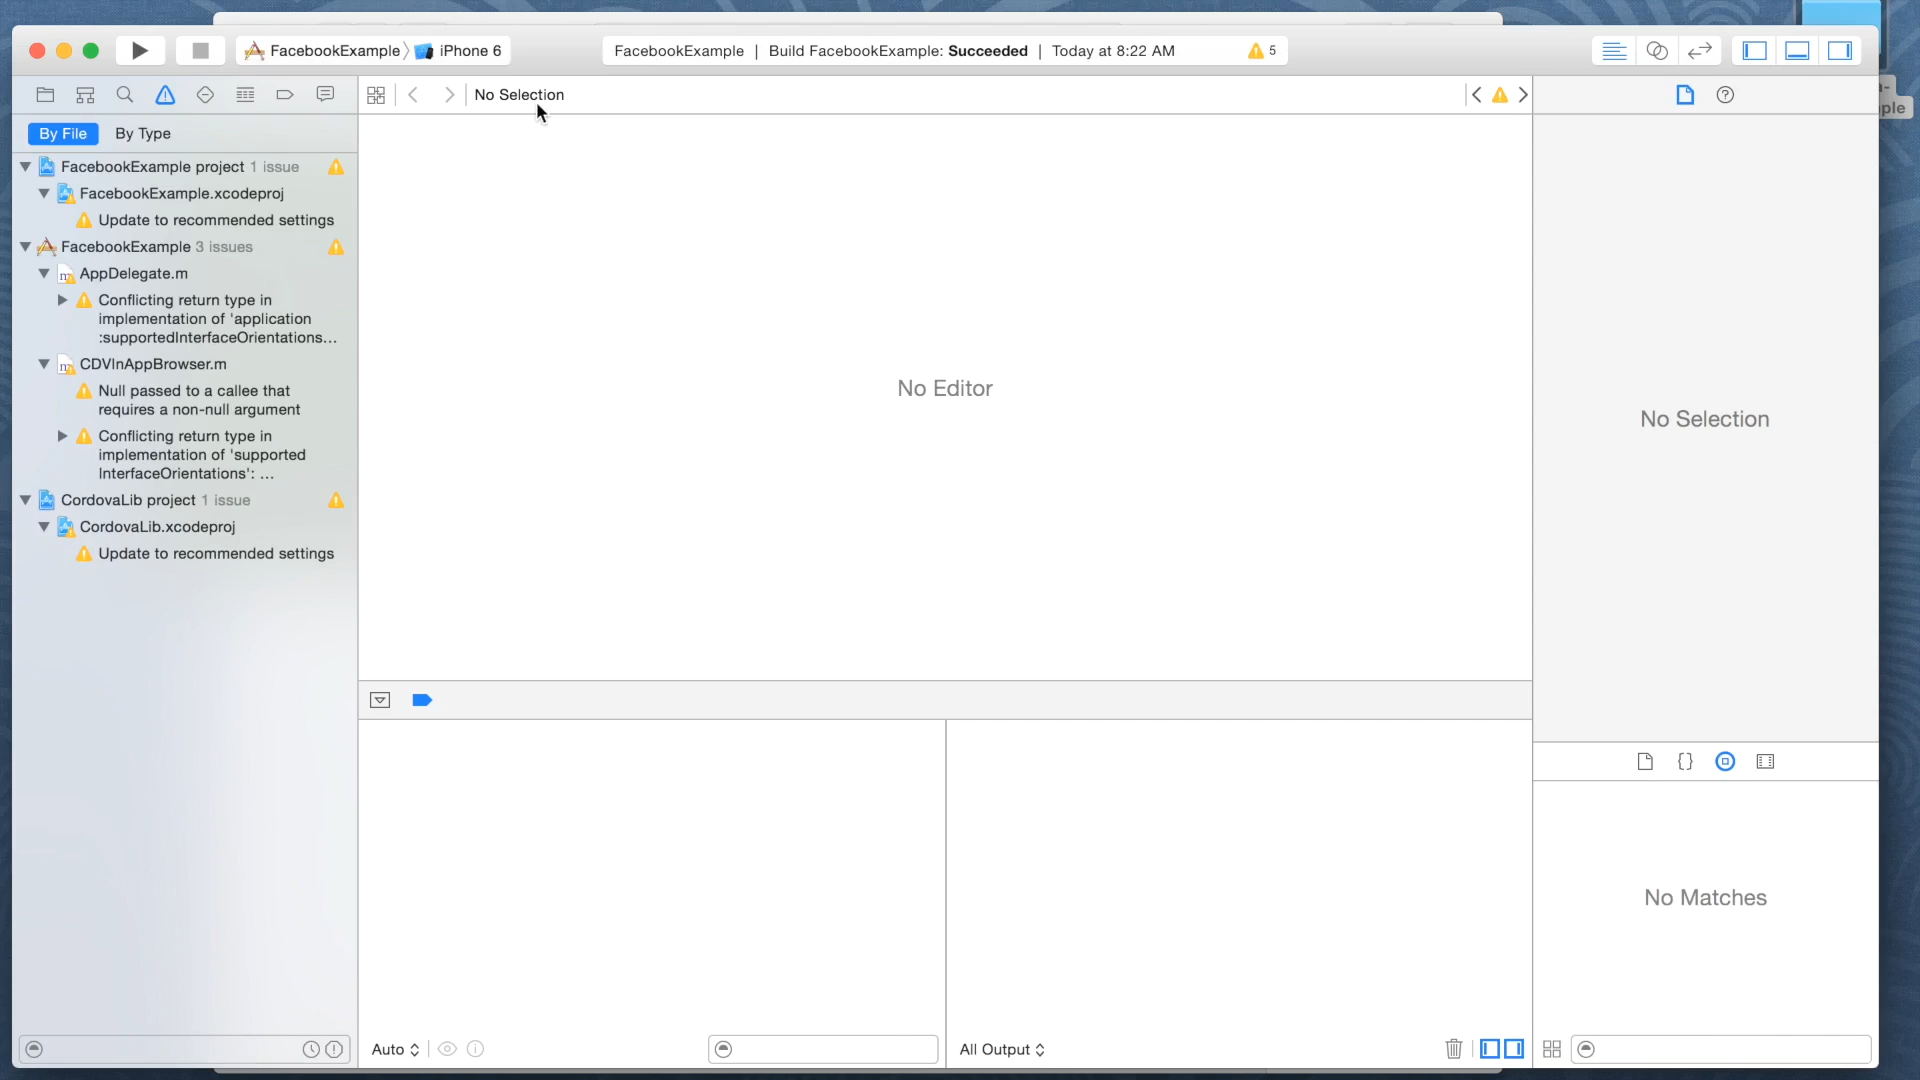 FacebookExample iPhone 6
FacebookExample | Build FacebookExample: Succeeded | Today at 8:22 AM
5
No Selection
By File By Type
FacebookExample project 1 issue
FacebookExample.xcodeproj
Update to recommended settings
FacebookExample 3 issues
AppDelegate.m
Conflicting return type in
implementation of 'application
:supportedInterfaceOrientations...
CDVInAppBrowser.m
Null passed to a callee that
requires a non-null argument
Conflicting return type in
implementation of 'supported
InterfaceOrientations': ...
CordovaLib project 1 issue
CordovaLib.xcodeproj
Update to recommended settings
No Editor
No Selection
No Matches
Auto
All Output